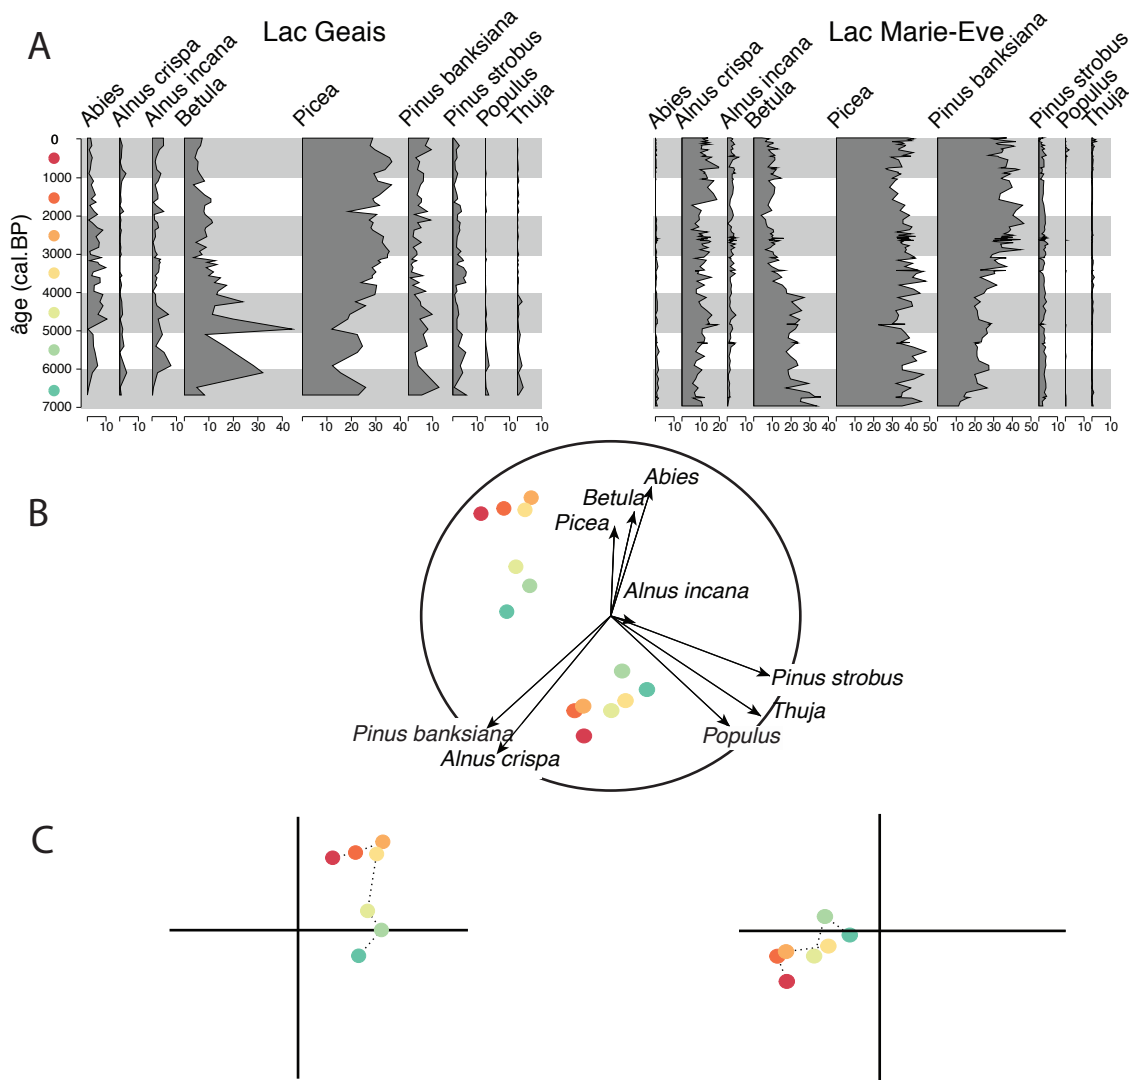 A
Lac Geais
Lac Marie-Eve
Abies
Alnus crispa
Alnus incana
Betula
Picea
Pinus banksiana
Pinus strobus
Populus
Thuja
Abies
Alnus crispa
Alnus incana
Betula
Picea
Pinus banksiana
Pinus strobus
Populus
Thuja
âge (cal.BP)
0
1000
2000
3000
4000
5000
6000
7000
10 10 10 10 20 30 40 10 20 30 40 10 10 10 10
10 10 20 10 10 20 30 40 10 20 30 40 50 10 20 30 40 50 10 10 10
B
Abies
Betula
Picea
Alnus incana
Pinus strobus
Thuja
Populus
Pinus banksiana
Alnus crispa
C